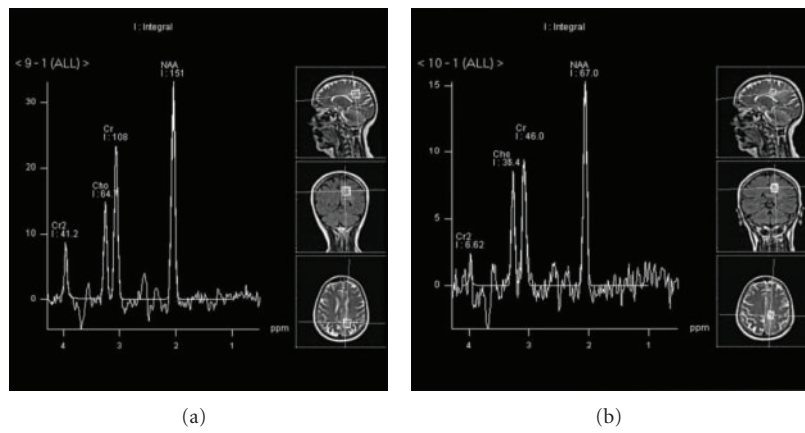 I : Integral
< 9 - 1 (ALL) >
NAA
I : 151
30
Cr
I : 108
20
Cho
I : 64.
Cr2
10
I : 41.2
0
ppm
4 3 2 1
(a)
I : Integral
< 10 - 1 (ALL) >
NAA
I : 67.0
15
Cr
I : 46.0
10
Cho
I : 38.4
5
Cr2
I : 6.62
0
ppm
4 3 2 1
(b)